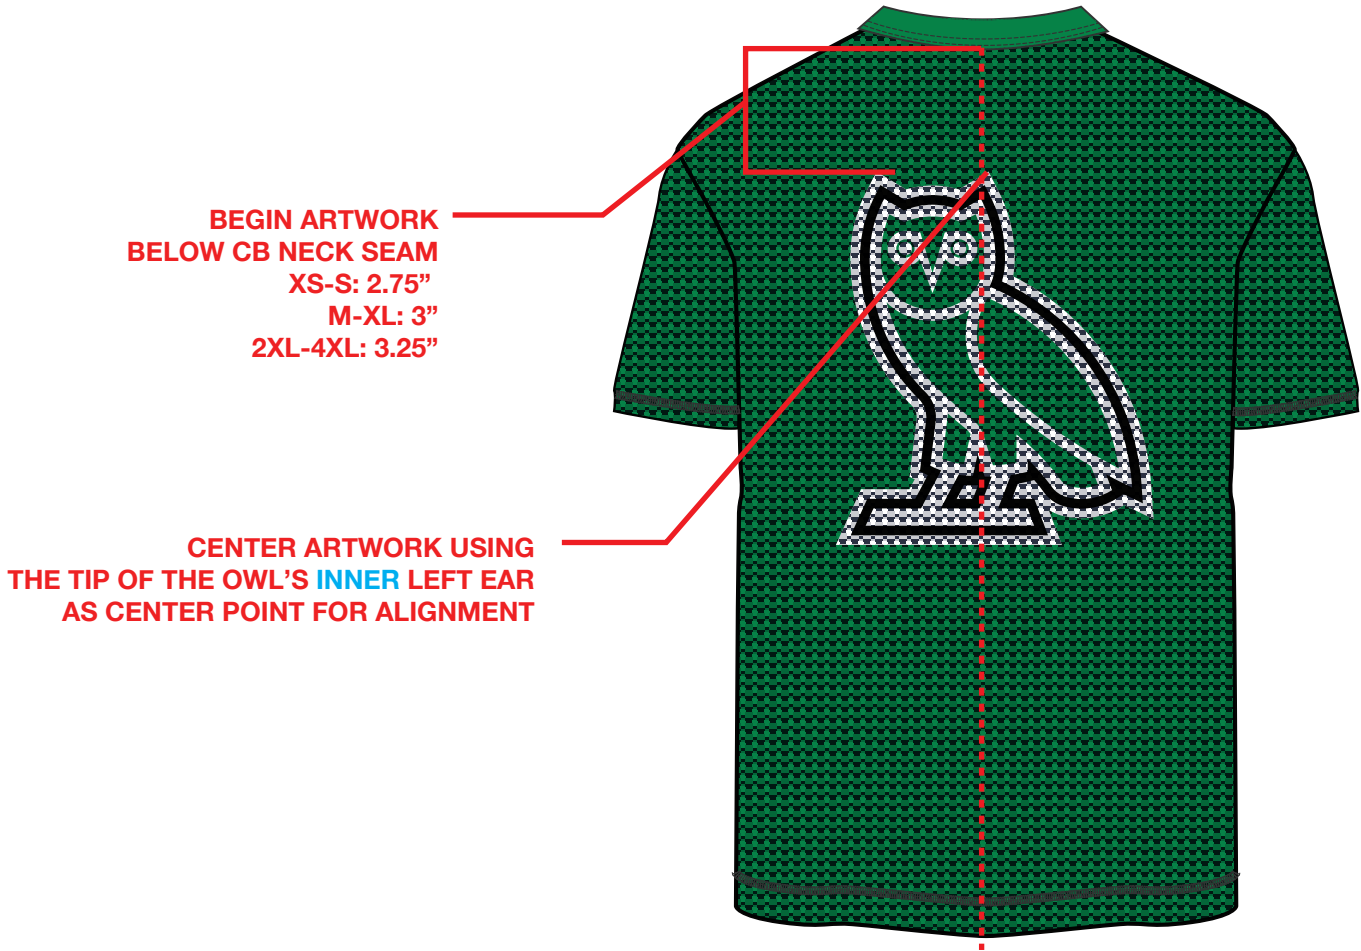 BEGIN ARTWORK
BELOW CB NECK SEAM
XS-S: 2.75”
M-XL: 3”
2XL-4XL: 3.25”
CENTER ARTWORK USING
THE TIP OF THE OWL’S INNER LEFT EAR
AS CENTER POINT FOR ALIGNMENT